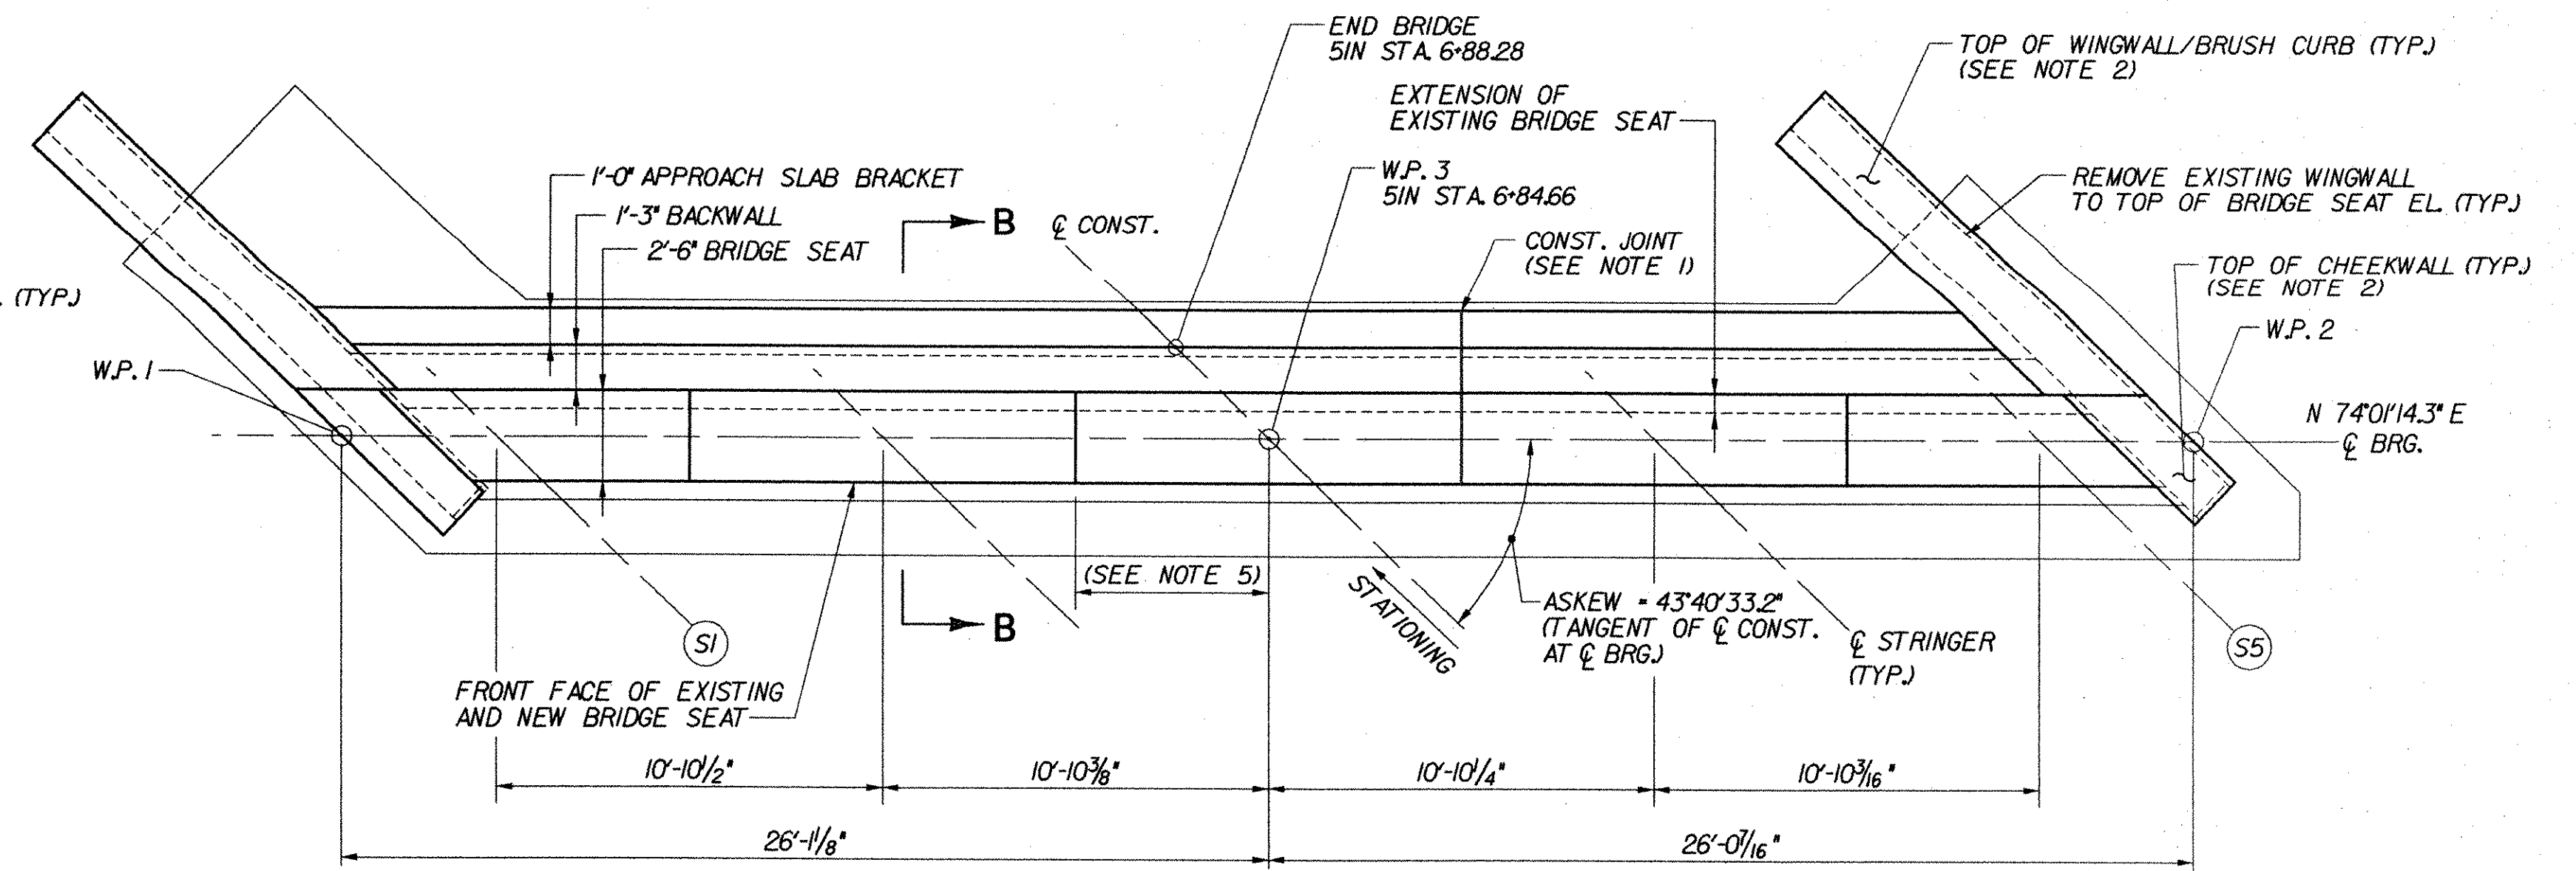 END BRIDGE
5IN STA. 6+88.28
TOP OF WINGWALL/BRUSH CURB (TYP.)
(SEE NOTE 2)
EXTENSION OF
EXISTING BRIDGE SEAT
1'-0" APPROACH SLAB BRACKET
1'-3" BACKWALL
2'-6" BRIDGE SEAT
B
℄ CONST.
W.P. 3
5IN STA. 6+84.66
REMOVE EXISTING WINGWALL
TO TOP OF BRIDGE SEAT EL. (TYP.)
CONST. JOINT
(SEE NOTE 1)
TOP OF CHEEKWALL (TYP.)
(SEE NOTE 2)
. (TYP.)
W.P. 1
W.P. 2
N 74°01'14.3" E
℄ BRG.
(SEE NOTE 5)
B
STATIONING
ASKEW = 43°40'33.2"
(TANGENT OF ℄ CONST.
AT ℄ BRG.)
℄ STRINGER
(TYP.)
S1
S5
FRONT FACE OF EXISTING
AND NEW BRIDGE SEAT
10'-10 1/2"
10'-10 3/8"
10'-10 1/4"
10'-10 3/16"
26'-1 1/8"
26'-0 7/16"